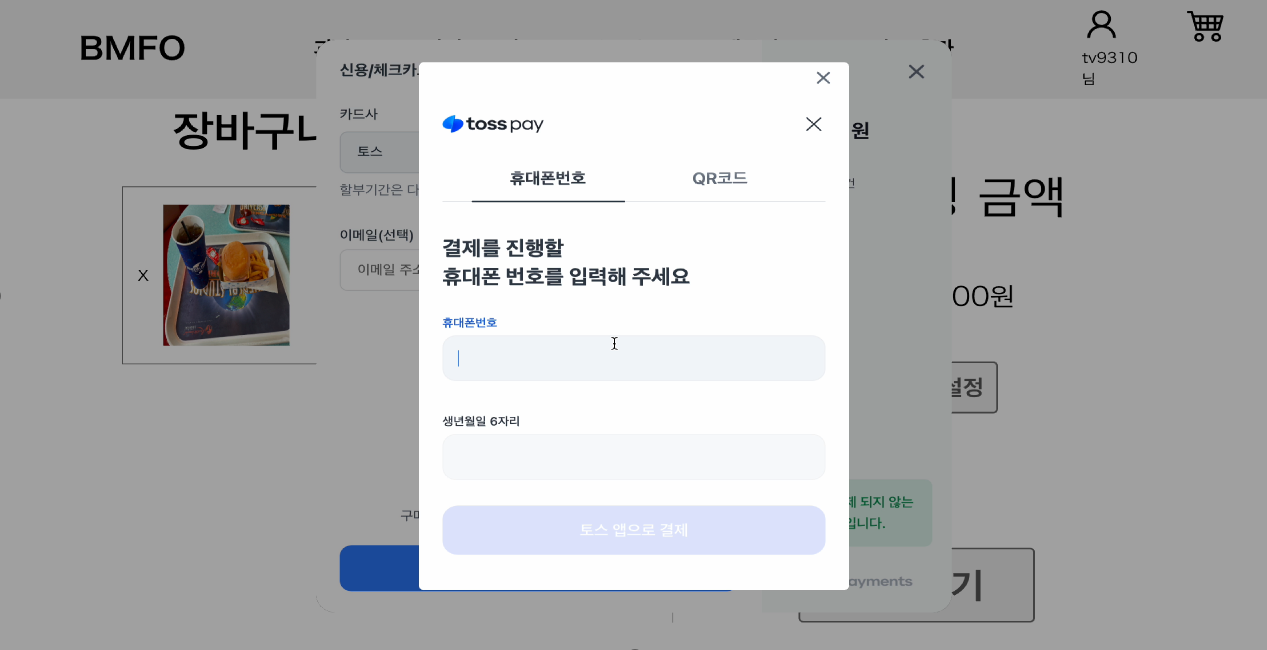 BMFO
tv9310
님
장바구니
금액
X
00원
설정
기
신용/체크카
카드사
토스
할부기간은 다
이메일(선택)
이메일 주소
구매
원
건
제 되지 않는
입니다.
ayments
toss pay
휴대폰번호
QR코드
결제를 진행할
휴대폰 번호를 입력해 주세요
휴대폰번호
생년월일 6자리
토스 앱으로 결제